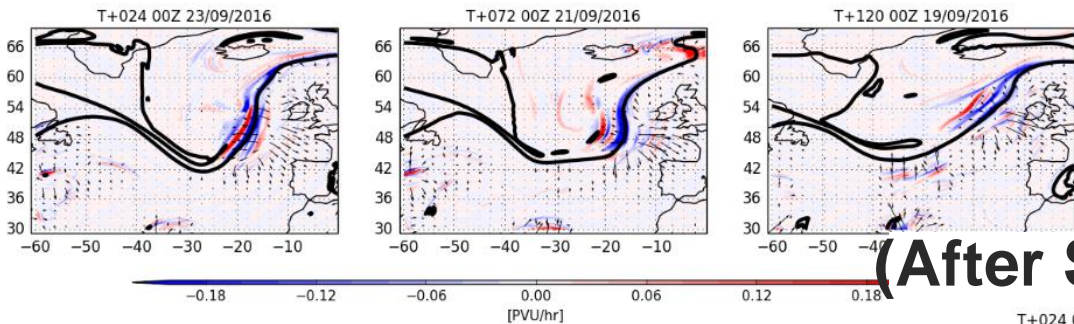 T+024 00Z 23/09/2016 T+072 00Z 21/09/2016 T+120 00Z 19/09/2016
66 66 66
60 60 60
54 54 54
48 48 48
42 42 42
36 36 36
30 30 30
−60 −50 −40 −30 −20 −10 −60 −50 −40 −30 −20 −10 −60 −50
(After
−0.18 −0.12 −0.06 0.00 0.06 0.12
[PVU/hr]
T+024